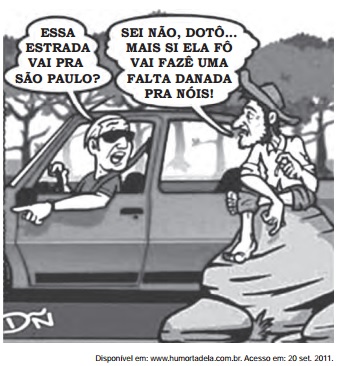 ESSA
ESTRADA
VAI PRA
SÃO PAULO?
SEI NÃO, DOTÔ...
MAIS SI ELA FÔ
VAI FAZÊ UMA
FALTA DANADA
PRA NÓIS!
DÑ
Disponível em: www.humortadela.com.br. Acesso em: 20 set. 2011.